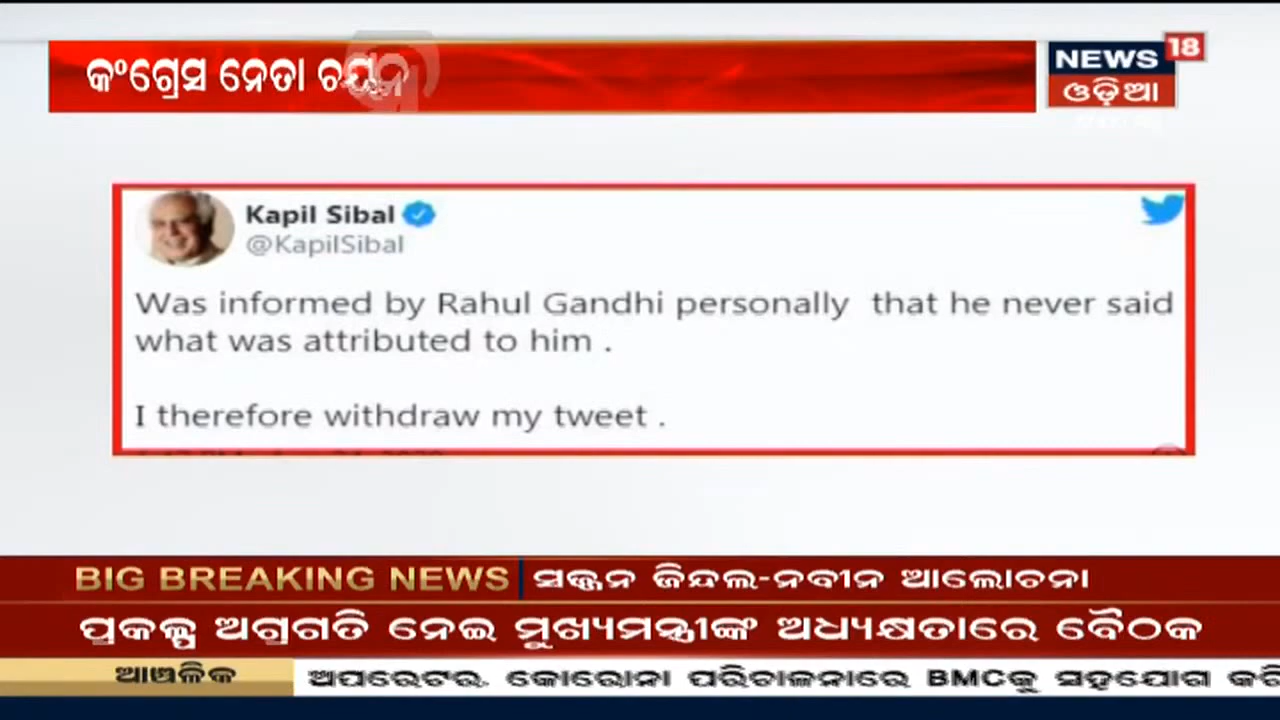 କଂଗ୍ରେସ ନେତା ଚୟନ
NEWS 18
ଓଡ଼ିଆ
Kapil Sibal
@KapilSibal
Was informed by Rahul Gandhi personally that he never said
what was attributed to him .
I therefore withdraw my tweet .
BIG BREAKING NEWS ସଜ୍ଜନ ଜିନ୍ଦଲ-ନବୀନ ଆଲୋଚନା
ପ୍ରକଳ୍ପ ଅଗ୍ରଗତି ନେଇ ମୁଖ୍ୟମନ୍ତ୍ରୀଙ୍କ ଅଧ୍ୟକ୍ଷତାରେ ବୈଠକ
ଆଞ୍ଚଳିକ ଅପରେଟର. କୋରୋନା ପରିଚାଳନାରେ BMCକୁ ସହଯୋଗ